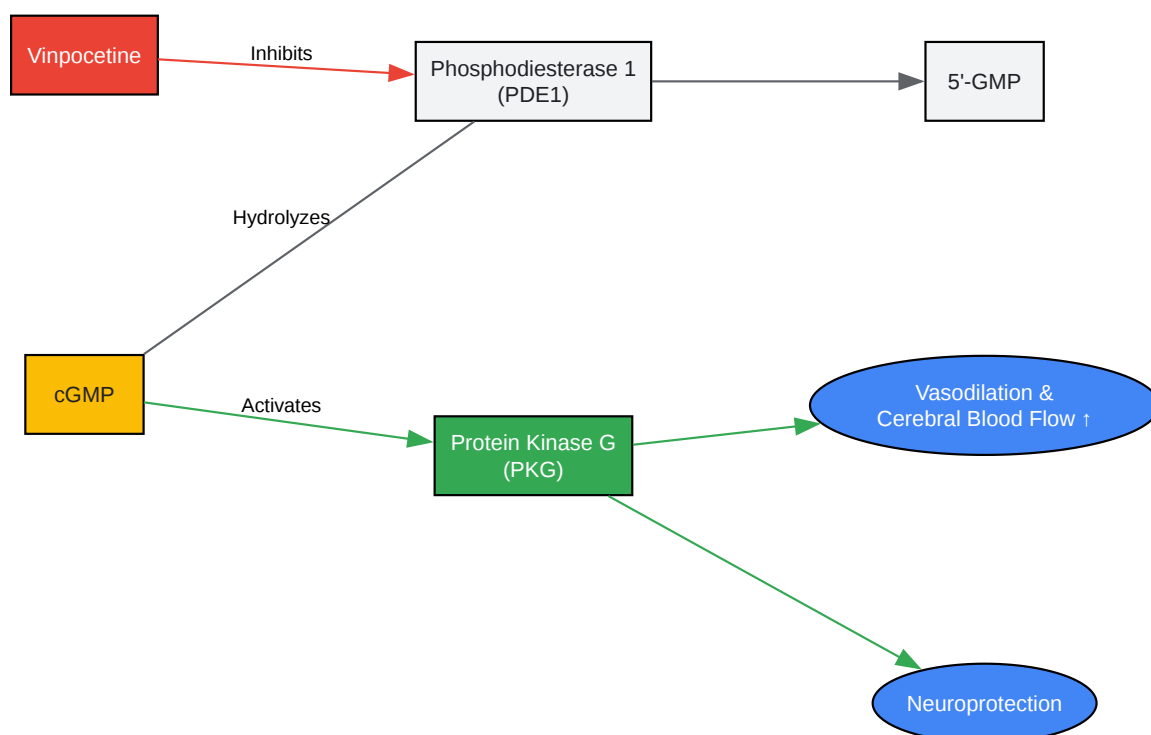 Vinpocetine
Inhibits
Phosphodiesterase 1
(PDE1)
5'-GMP
Hydrolyzes
cGMP
Activates
Protein Kinase G
(PKG)
Vasodilation &
Cerebral Blood Flow ↑
Neuroprotection